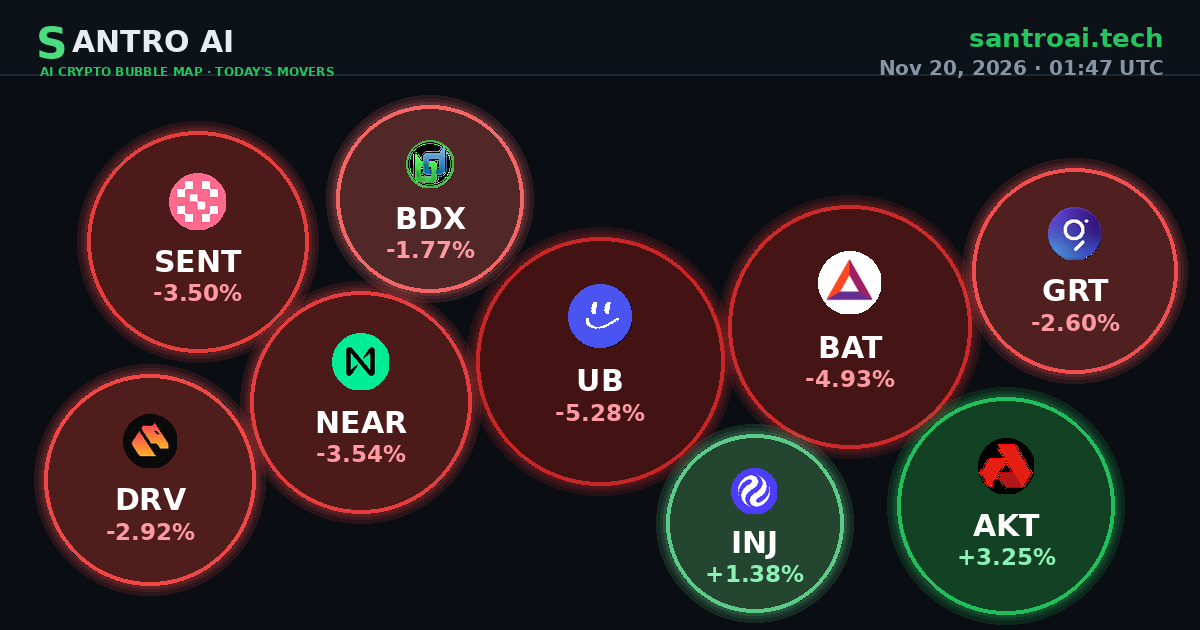 SANTRO AI
AI CRYPTO BUBBLE MAP · TODAY'S MOVERS
santroai.tech
Nov 20, 2026 · 01:47 UTC
SENT
-3.50%
BDX
-1.77%
GRT
-2.60%
BAT
-4.93%
UB
-5.28%
NEAR
-3.54%
DRV
-2.92%
INJ
+1.38%
AKT
+3.25%